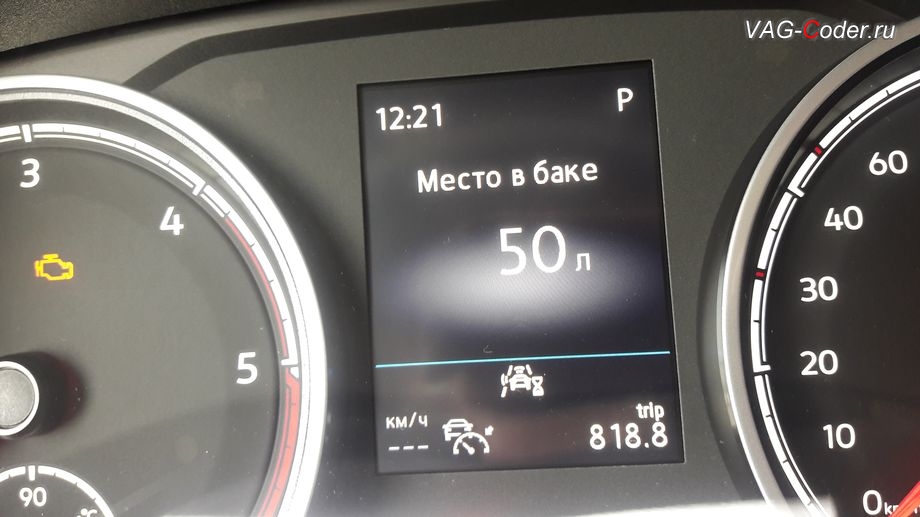 VAG-Coder.ru
12:21 P
Место в баке
50 л
км/ч
---
trip
818.8
3
4
5
90
°C
60
40
30
20
10
0